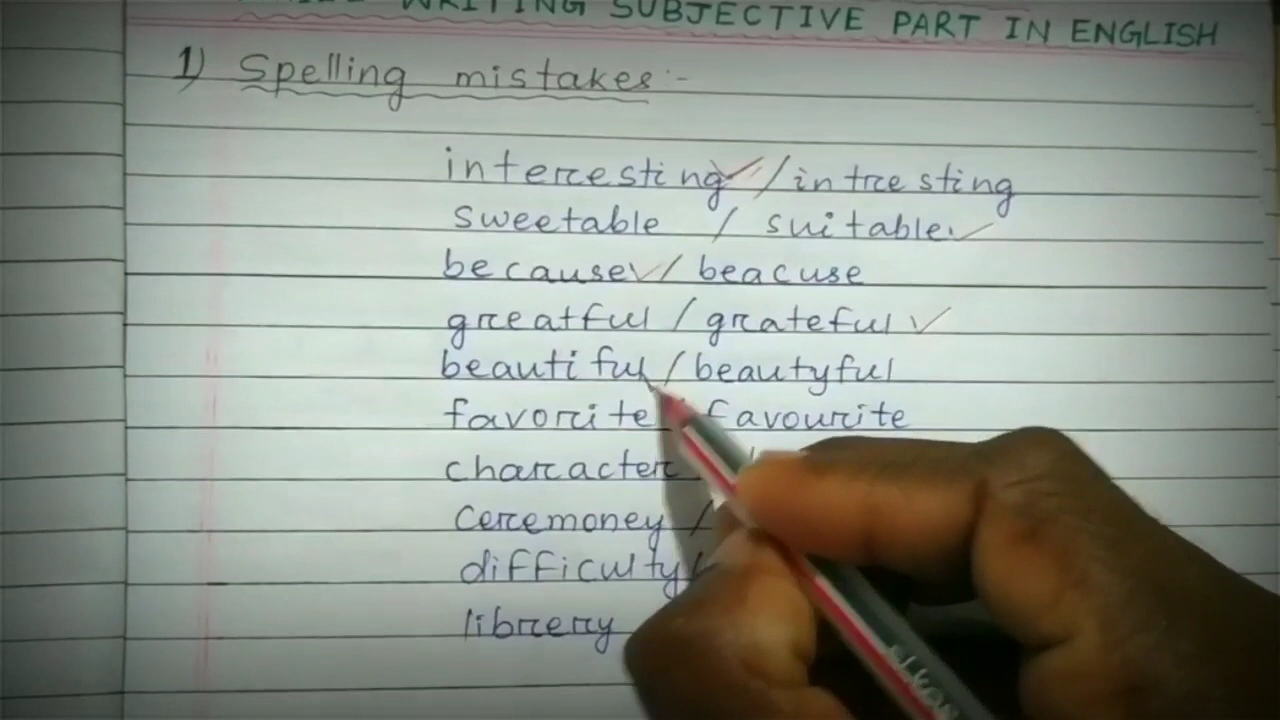 WRITING SUBJECTIVE PART IN ENGLISH
1) Spelling mistakes :-
interesting ✓ / intresting
sweetable / suitable ✓
because ✓ / beacuse
greatful / grateful ✓
beautiful / beautyful
favorite / favourite
character
ceremoney /
difficulty /
librery